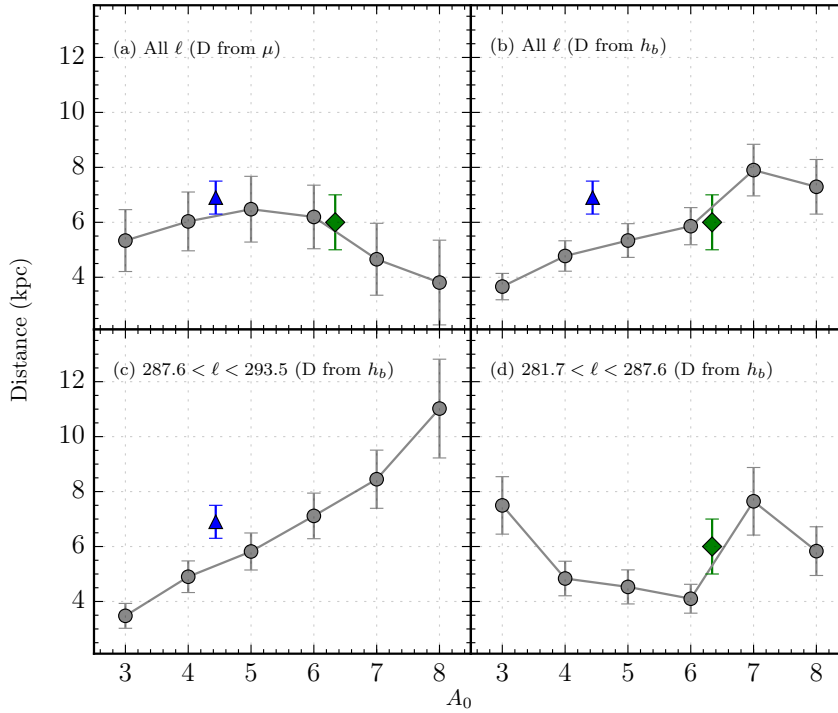 (a) All ℓ (D from μ)
(b) All ℓ (D from h_b)
12
10
8
6
4
Distance (kpc)
(c) 287.6 < ℓ < 293.5 (D from h_b)
(d) 281.7 < ℓ < 287.6 (D from h_b)
12
10
8
6
4
3 4 5 6 7 8
3 4 5 6 7 8
A_0